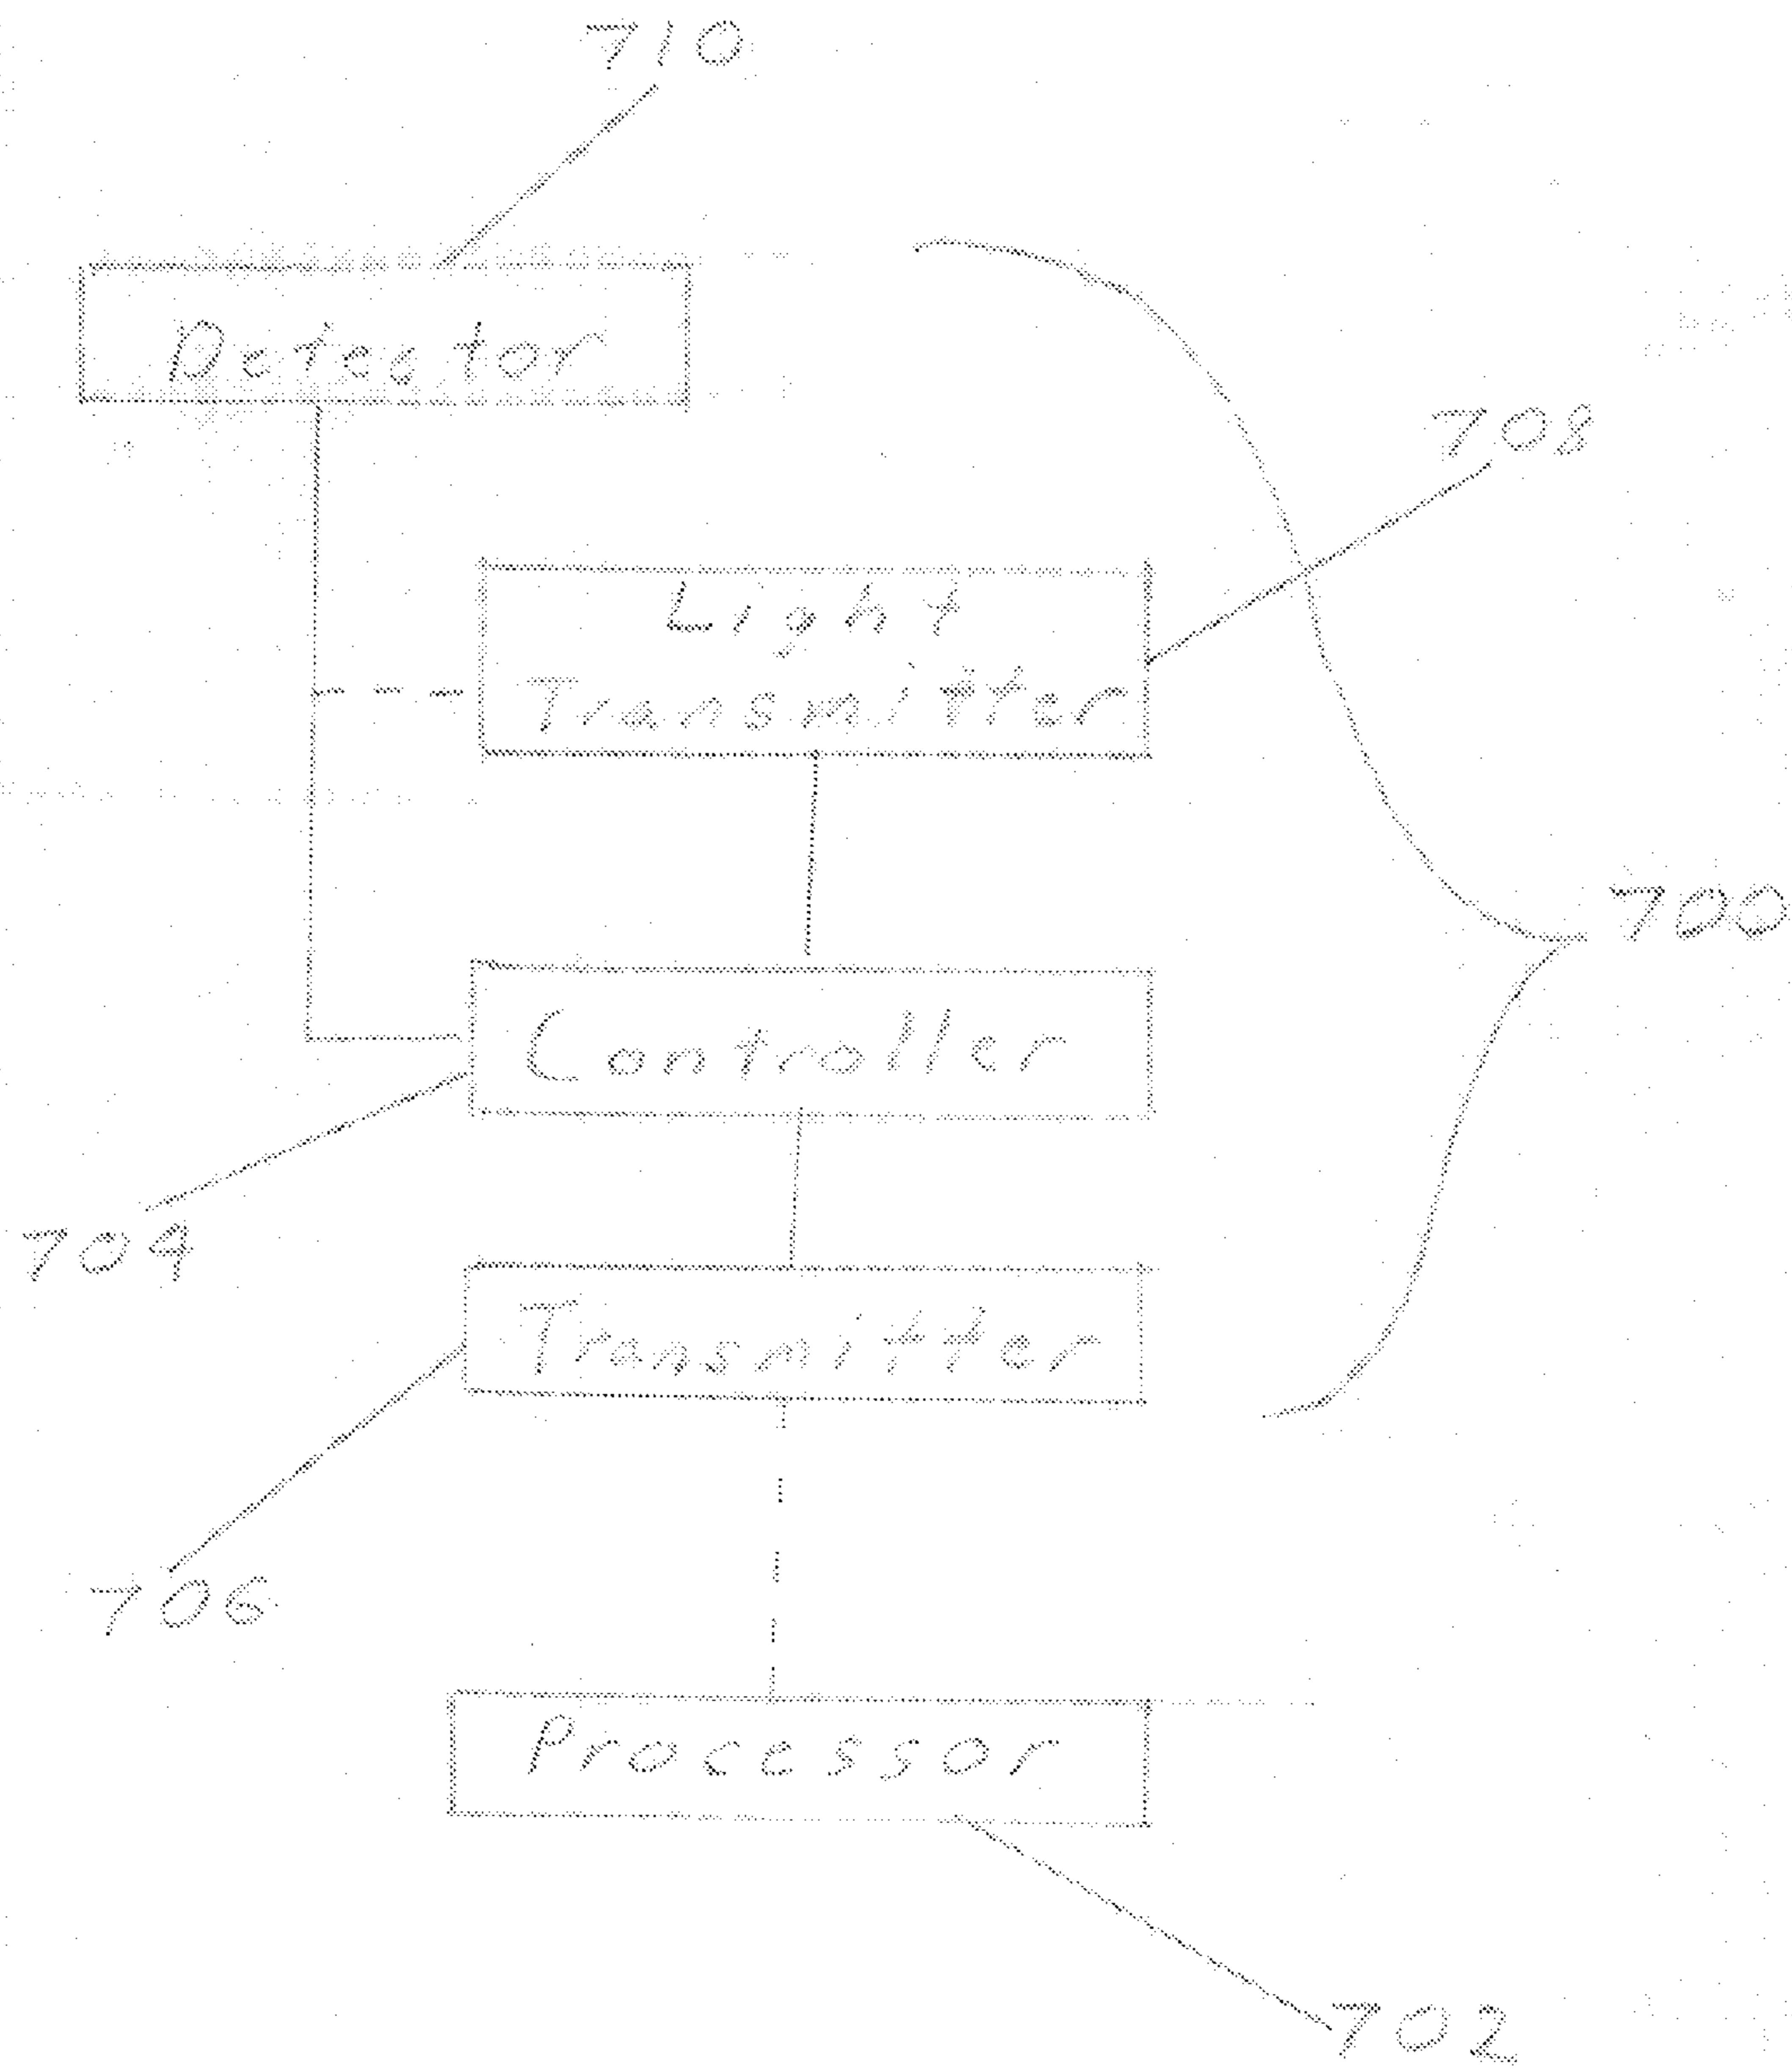 710
Detector
708
Light
Transmitter
700
Controller
704
Transmitter
706
Processor
702